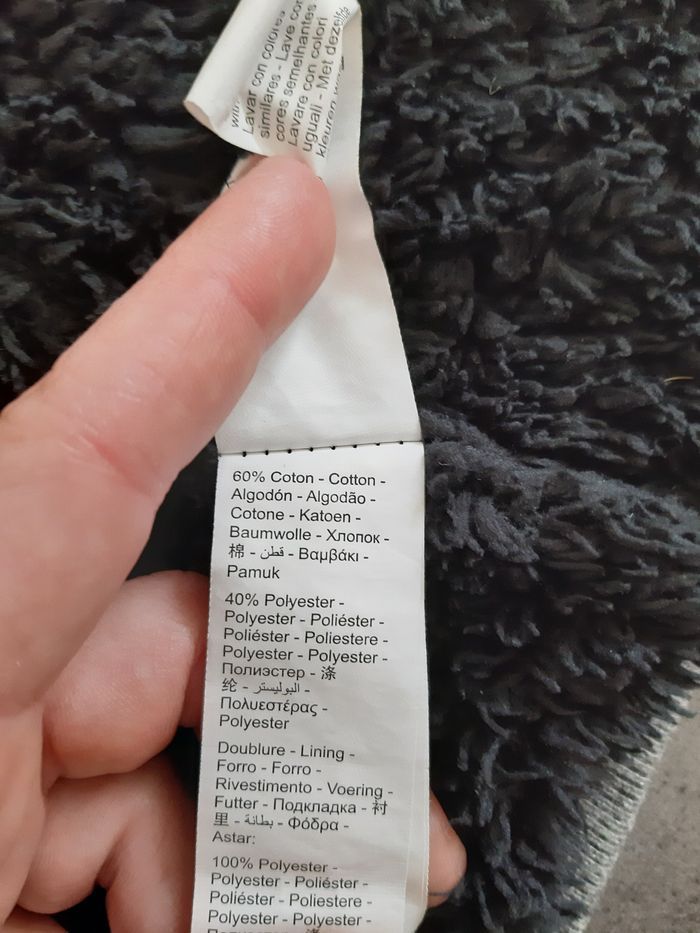 Lavar con colores
similares - Lave con
cores semelhantes
Lavare con colori
uguali - Met dezelfde
kleuren
60% Coton - Cotton -
Algodón - Algodão -
Cotone - Katoen -
Baumwolle - Хлопок -
棉 - قطن - Βαμβάκι -
Pamuk
40% Polyester -
Polyester - Poliéster -
Poliéster - Poliestere -
Polyester - Polyester -
Полиэстер - 涤
纶 - البوليستر -
Πολυεστέρας -
Polyester
Doublure - Lining -
Forro - Forro -
Rivestimento - Voering -
Futter - Подкладка - 衬
里 - بطانة - Φόδρα -
Astar:
100% Polyester -
Polyester - Poliéster -
Poliéster - Poliestere -
Polyester - Polyester -